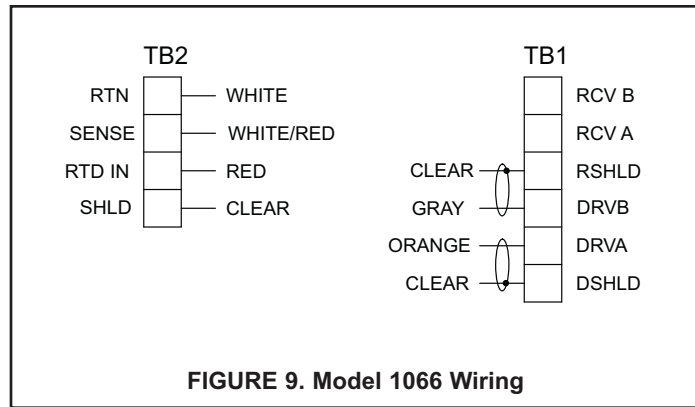 TB2
RTN WHITE
SENSE WHITE/RED
RTD IN RED
SHLD CLEAR
TB1
RCV B
RCV A
CLEAR RSHLD
GRAY DRVB
ORANGE DRVA
CLEAR DSHLD
FIGURE 9. Model 1066 Wiring